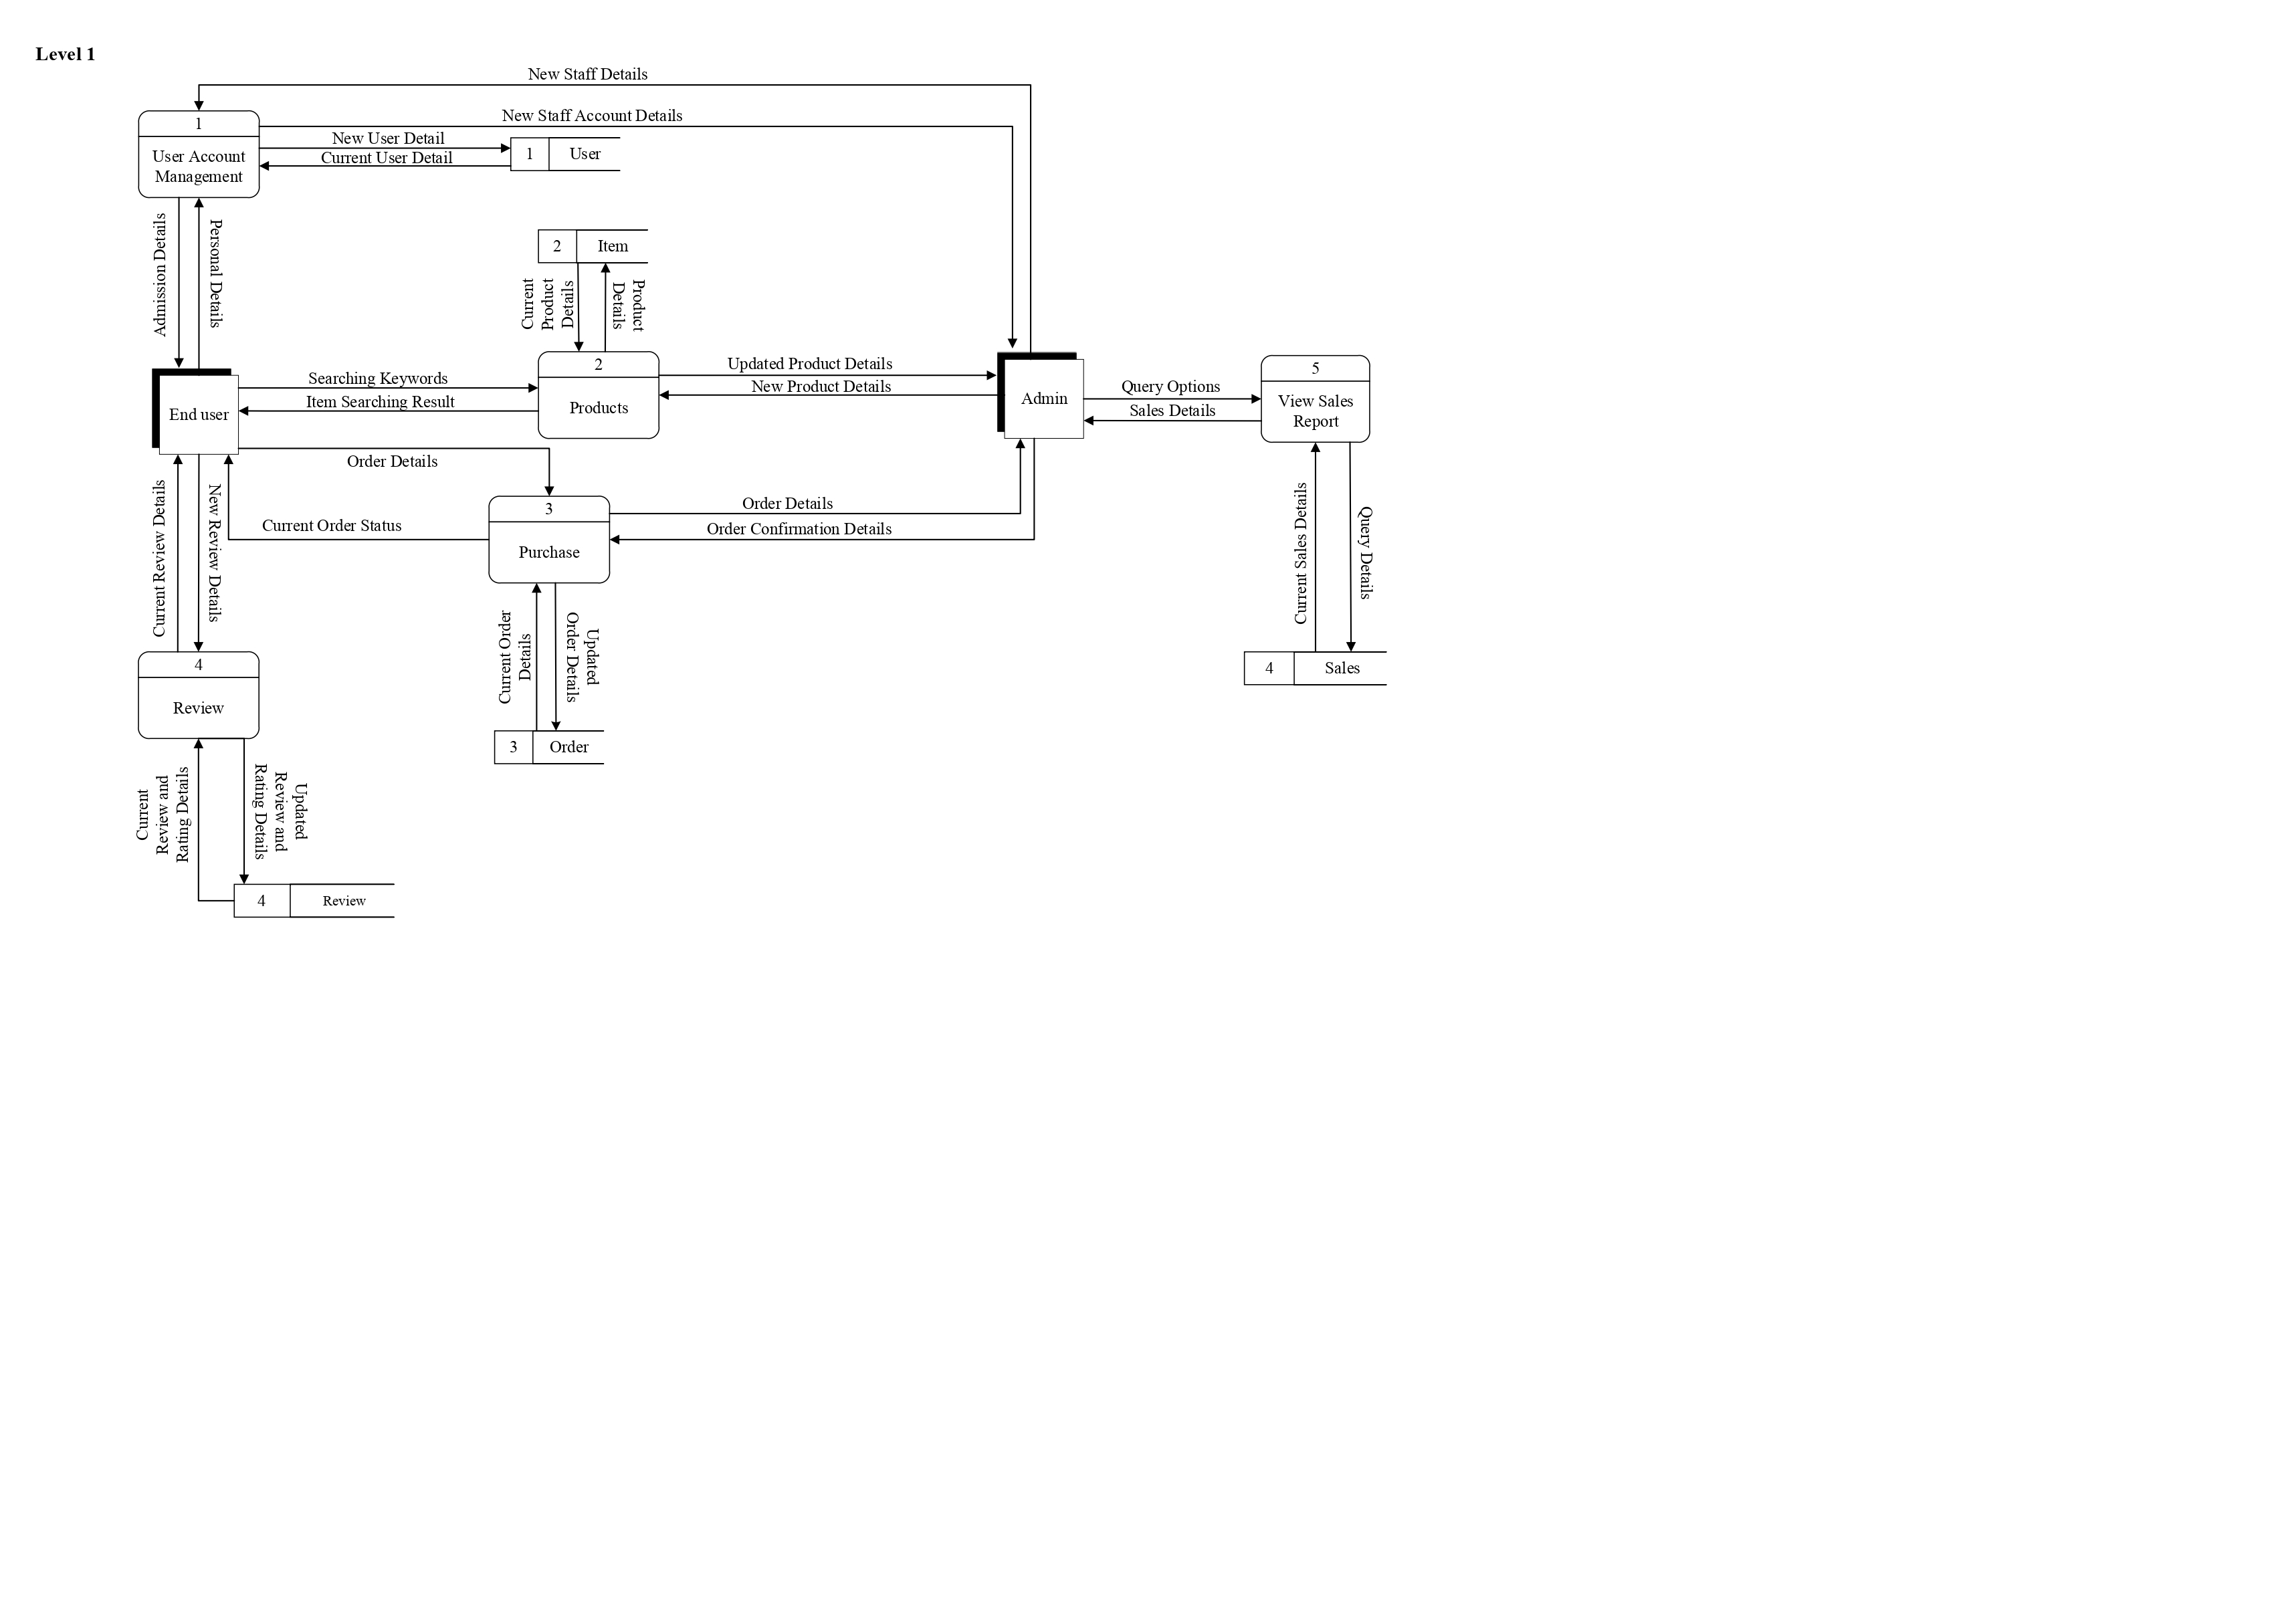 Level 1
New Staff Details
New Staff Account Details
1
User Account
Management
New User Detail
Current User Detail
1
User
Admission Details
Personal Details
2
Item
Current
Product
Details
Product
Details
2
Products
Searching Keywords
Item Searching Result
Updated Product Details
New Product Details
End user
Admin
Query Options
Sales Details
5
View Sales
Report
Order Details
Current Order Status
3
Purchase
Order Details
Order Confirmation Details
Current Review Details
New Review Details
Current Sales Details
Query Details
4
Review
Current Order
Details
Updated
Order Details
4
Sales
3
Order
Current
Review and
Rating Details
Updated
Review and
Rating Details
4
Review